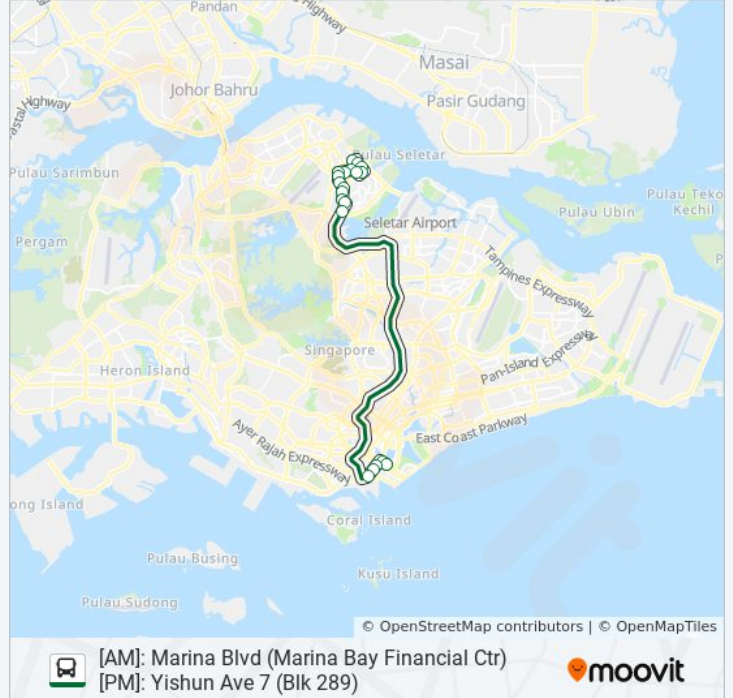 Pandan
Highway
Masai
Johor Bahru
Pasir Gudang
astal Highway
Pulau Seletar
Pulau Sarimbun
Pulau Teko
Kechil
Pulau Ubin
Seletar Airport
Pergam
Tampines Expressway
P
Singapore
Pan-Island Expressway
Heron Island
East Coast Parkway
Ayer Rajah Expressway
ong Island
Coral Island
Pulau Busing
Kusu Island
Pulau Sudong
© OpenStreetMap contributors | © OpenMapTiles
[AM]: Marina Blvd (Marina Bay Financial Ctr)
[PM]: Yishun Ave 7 (Blk 289)
moovit